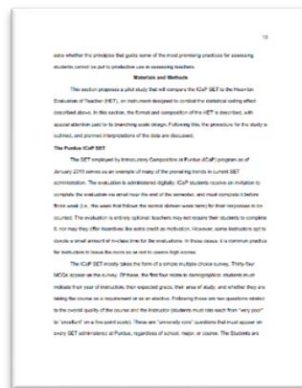 asks whether the principles that guide some of the most promising practices for assessing
students cannot be put to productive use in assessing teachers.
Materials and Methods
This section proposes a pilot study that will compare the ICaP SET to the Heavilon
Evaluation of Teacher (HET), an instrument designed to combat the statistical ceiling effect
described above. In this section, the format and composition of the HET is described, with
special attention paid to its branching scale design. Following this, the procedure for the study is
outlined, and planned interpretations of the data are discussed.
The Purdue ICaP SET
The SET employed by Introductory Composition at Purdue (ICaP) program as of
January 2019 serves as an example of many of the prevailing trends in current SET
administration. The evaluation is administered digitally: ICaP students receive an invitation to
complete the evaluation via email near the end of the semester, and must complete it before
finals week (i.e., the week that follows the normal sixteen-week term) for their responses to be
counted. The evaluation is entirely optional: teachers may not require their students to complete
it, nor may they offer incentives like extra credit as motivation. However, some instructors opt to
devote a small amount of in-class time for the evaluations. In these cases, it is common practice
for instructors to leave the room so as not to coerce high scores.
The ICaP SET mostly takes the form of a simple multiple-choice survey. Thirty-four
MCQs appear on the survey. Of these, the first four relate to demographics: students must
indicate their year of instruction, their expected grade, their area of study, and whether they are
taking the course as a requirement or as an elective. Following these are two questions related
to the overall quality of the course and the instructor (students must rate each from "very poor"
to "excellent" on a five-point scale). These are "university core" questions that must appear on
every SET administered at Purdue, regardless of school, major, or course. The Students are